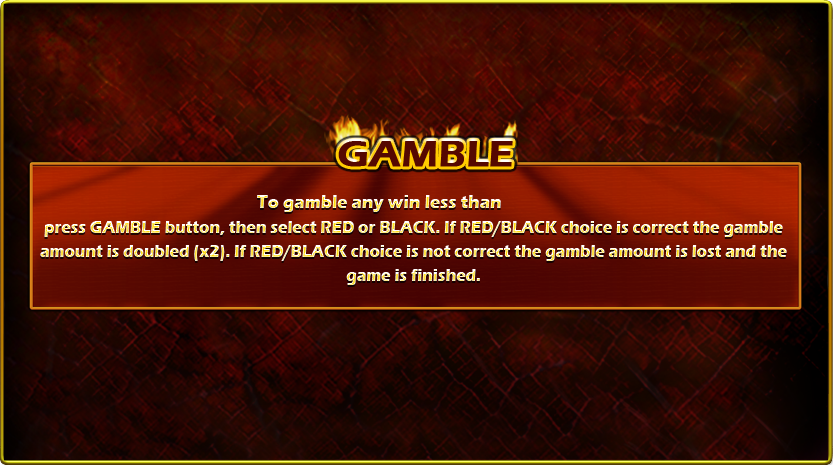 GAMBLE
To gamble any win less than
press GAMBLE button, then select RED or BLACK. If RED/BLACK choice is correct the gamble
amount is doubled (x2). If RED/BLACK choice is not correct the gamble amount is lost and the
game is finished.